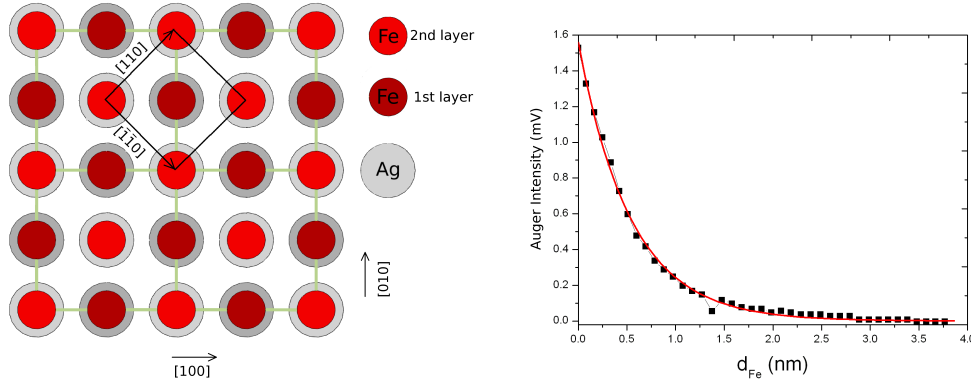 Fe 2nd layer
Fe 1st layer
Ag
[110]
[1̄10]
[010]
[100]
Auger Intensity (mV)
1.6
1.4
1.2
1.0
0.8
0.6
0.4
0.2
0.0
0.0 0.5 1.0 1.5 2.0 2.5 3.0 3.5 4.0
d_Fe (nm)